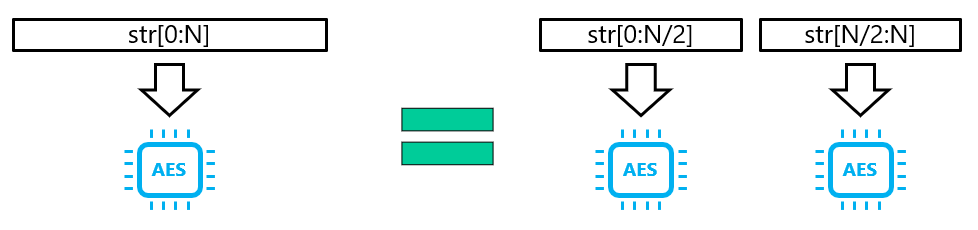 str[0:N]
str[0:N/2]
str[N/2:N]
AES
AES
AES